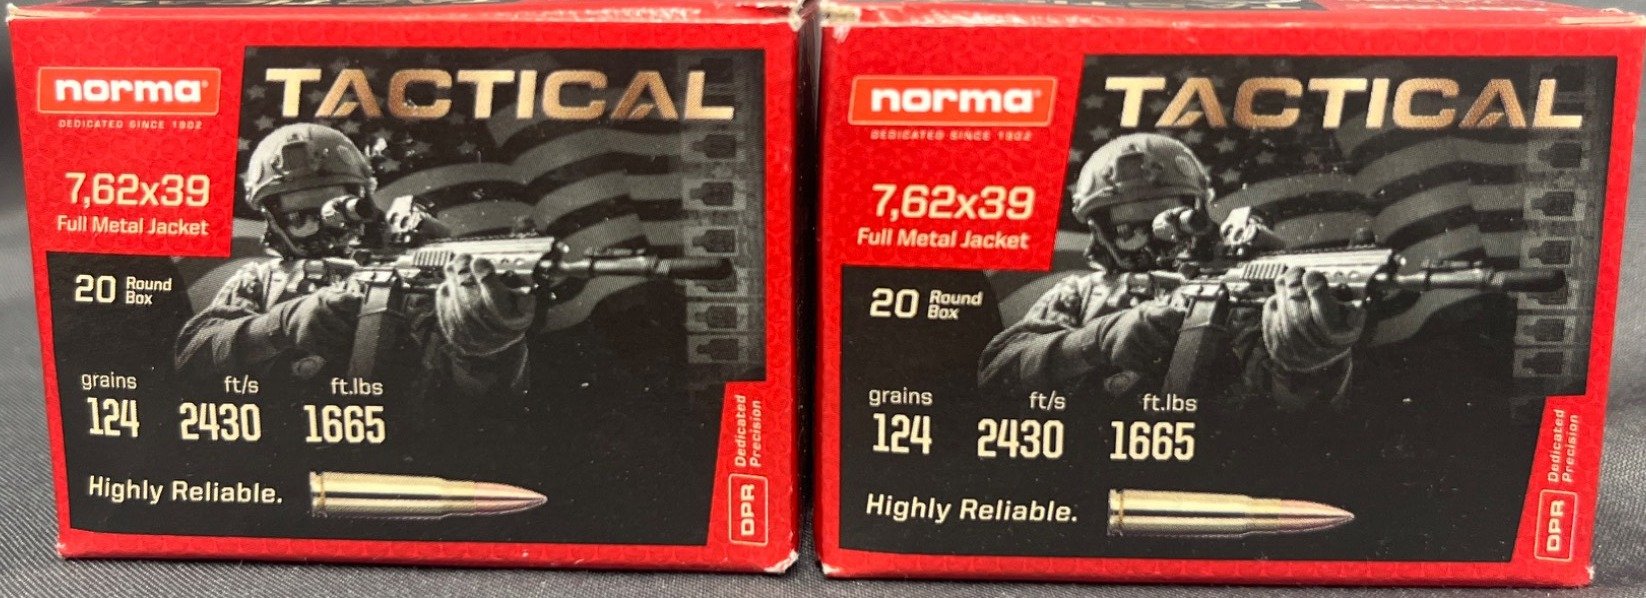 norma
TACTICAL
DEDICATED SINCE 1902
7,62x39
Full Metal Jacket
20 Round
Box
grains ft/s ft.lbs
124 2430 1665
Highly Reliable.
Dedicated
Precision
DPR
norma
TACTICAL
DEDICATED SINCE 1902
7,62x39
Full Metal Jacket
20 Round
Box
grains ft/s ft.lbs
124 2430 1665
Highly Reliable.
Dedicated
Precision
DPR